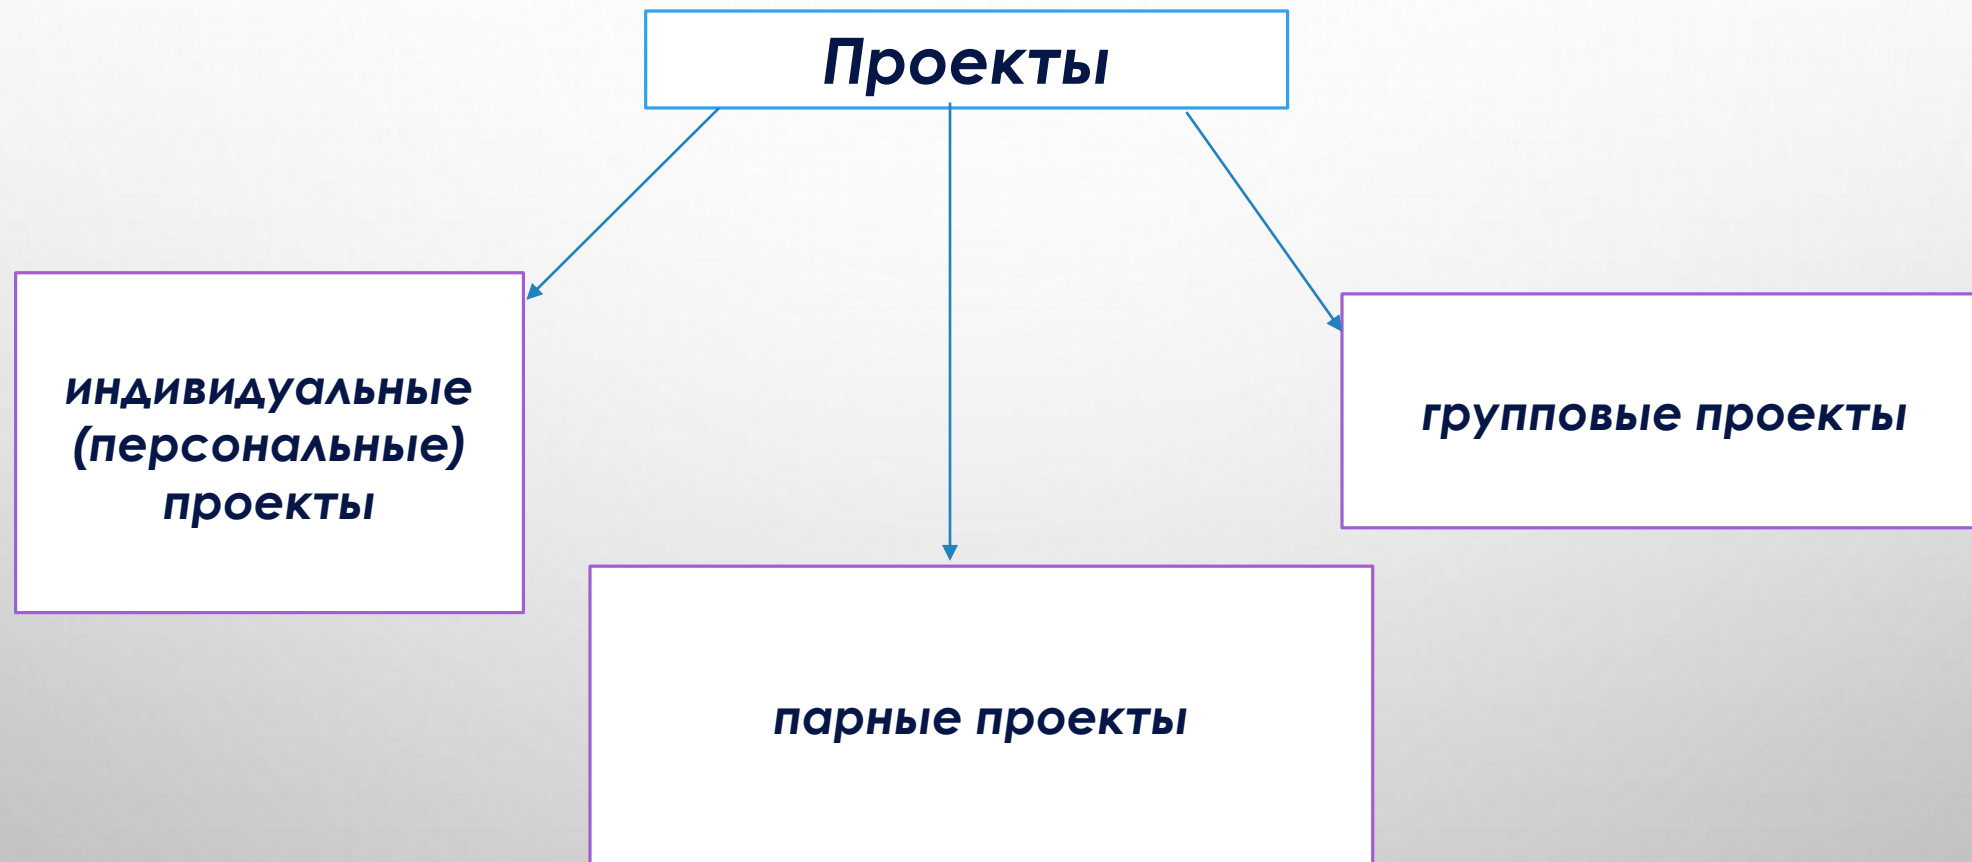 Проекты
индивидуальные
(персональные)
проекты
групповые проекты
парные проекты